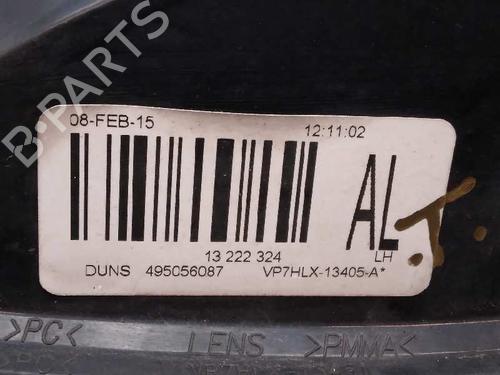 B-PARTS
08-FEB-15 12:11:02
AL
LH
13 222 324
DUNS 495056087 VP7HLX-13405-A*
>PC< LENS >PMMA<